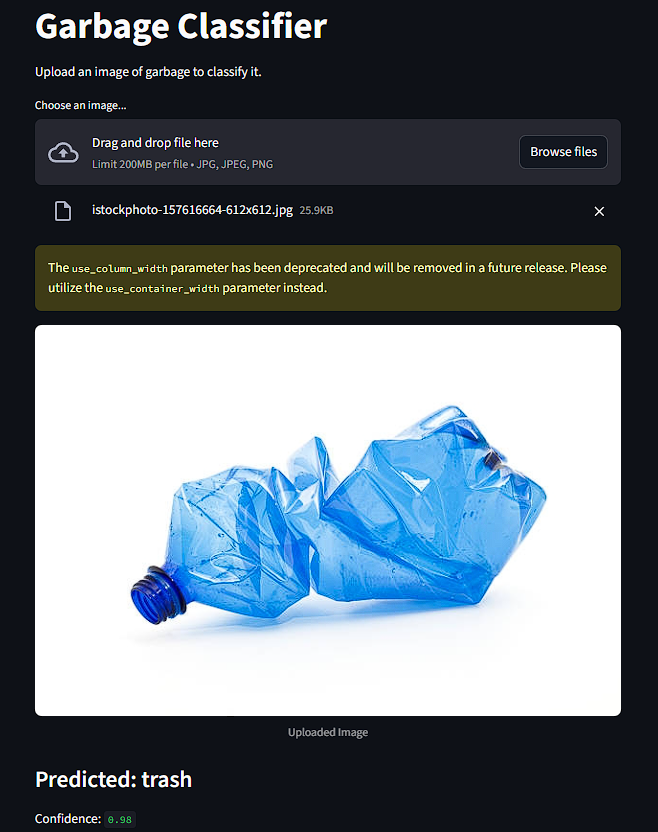 Garbage Classifier
Upload an image of garbage to classify it.
Choose an image...
Drag and drop file here
Limit 200MB per file • JPG, JPEG, PNG
Browse files
istockphoto-157616664-612x612.jpg 25.9KB
The use_column_width parameter has been deprecated and will be removed in a future release. Please
utilize the use_container_width parameter instead.
Uploaded Image
Predicted: trash
Confidence: 0.98